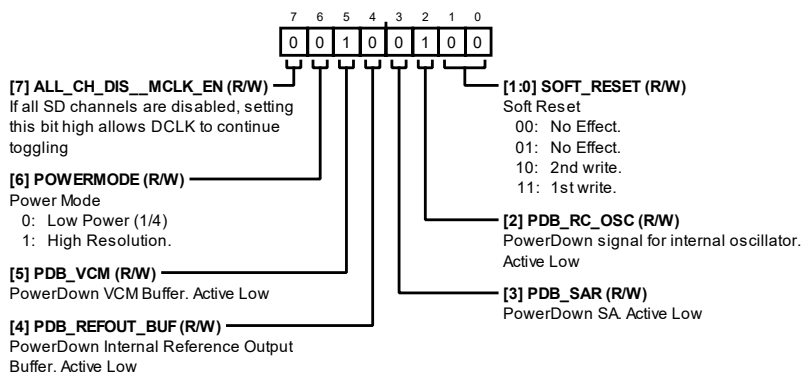 7 6 5 4 3 2 1 0
0 0 1 0 0 1 0 0
[7] ALL_CH_DIS__MCLK_EN (R/W)
If all SD channels are disabled, setting
this bit high allows DCLK to continue
toggling
[6] POWERMODE (R/W)
Power Mode
0: Low Power (1/4)
1: High Resolution.
[5] PDB_VCM (R/W)
PowerDown VCM Buffer. Active Low
[4] PDB_REFOUT_BUF (R/W)
PowerDown Internal Reference Output
Buffer. Active Low
[1:0] SOFT_RESET (R/W)
Soft Reset
00: No Effect.
01: No Effect.
10: 2nd write.
11: 1st write.
[2] PDB_RC_OSC (R/W)
PowerDown signal for internal oscillator.
Active Low
[3] PDB_SAR (R/W)
PowerDown SA. Active Low